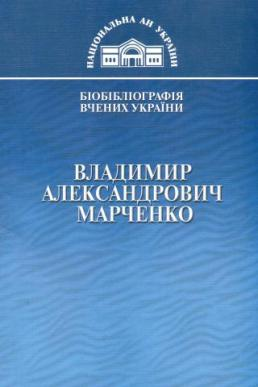 НАЦІОНАЛЬНА АН УКРАЇНИ
БІОБІБЛІОГРАФІЯ
ВЧЕНИХ УКРАЇНИ
ВЛАДИМИР
АЛЕКСАНДРОВИЧ
МАРЧЕНКО